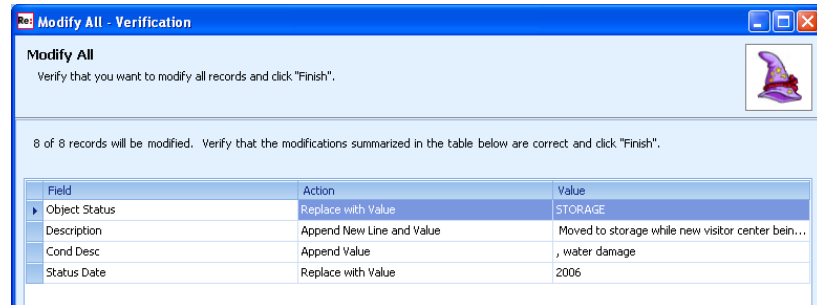 Re: Modify All - Verification
Modify All
Verify that you want to modify all records and click "Finish".
8 of 8 records will be modified. Verify that the modifications summarized in the table below are correct and click "Finish".
Field Action Value
Object Status Replace with Value STORAGE
Description Append New Line and Value Moved to storage while new visitor center bein...
Cond Desc Append Value , water damage
Status Date Replace with Value 2006